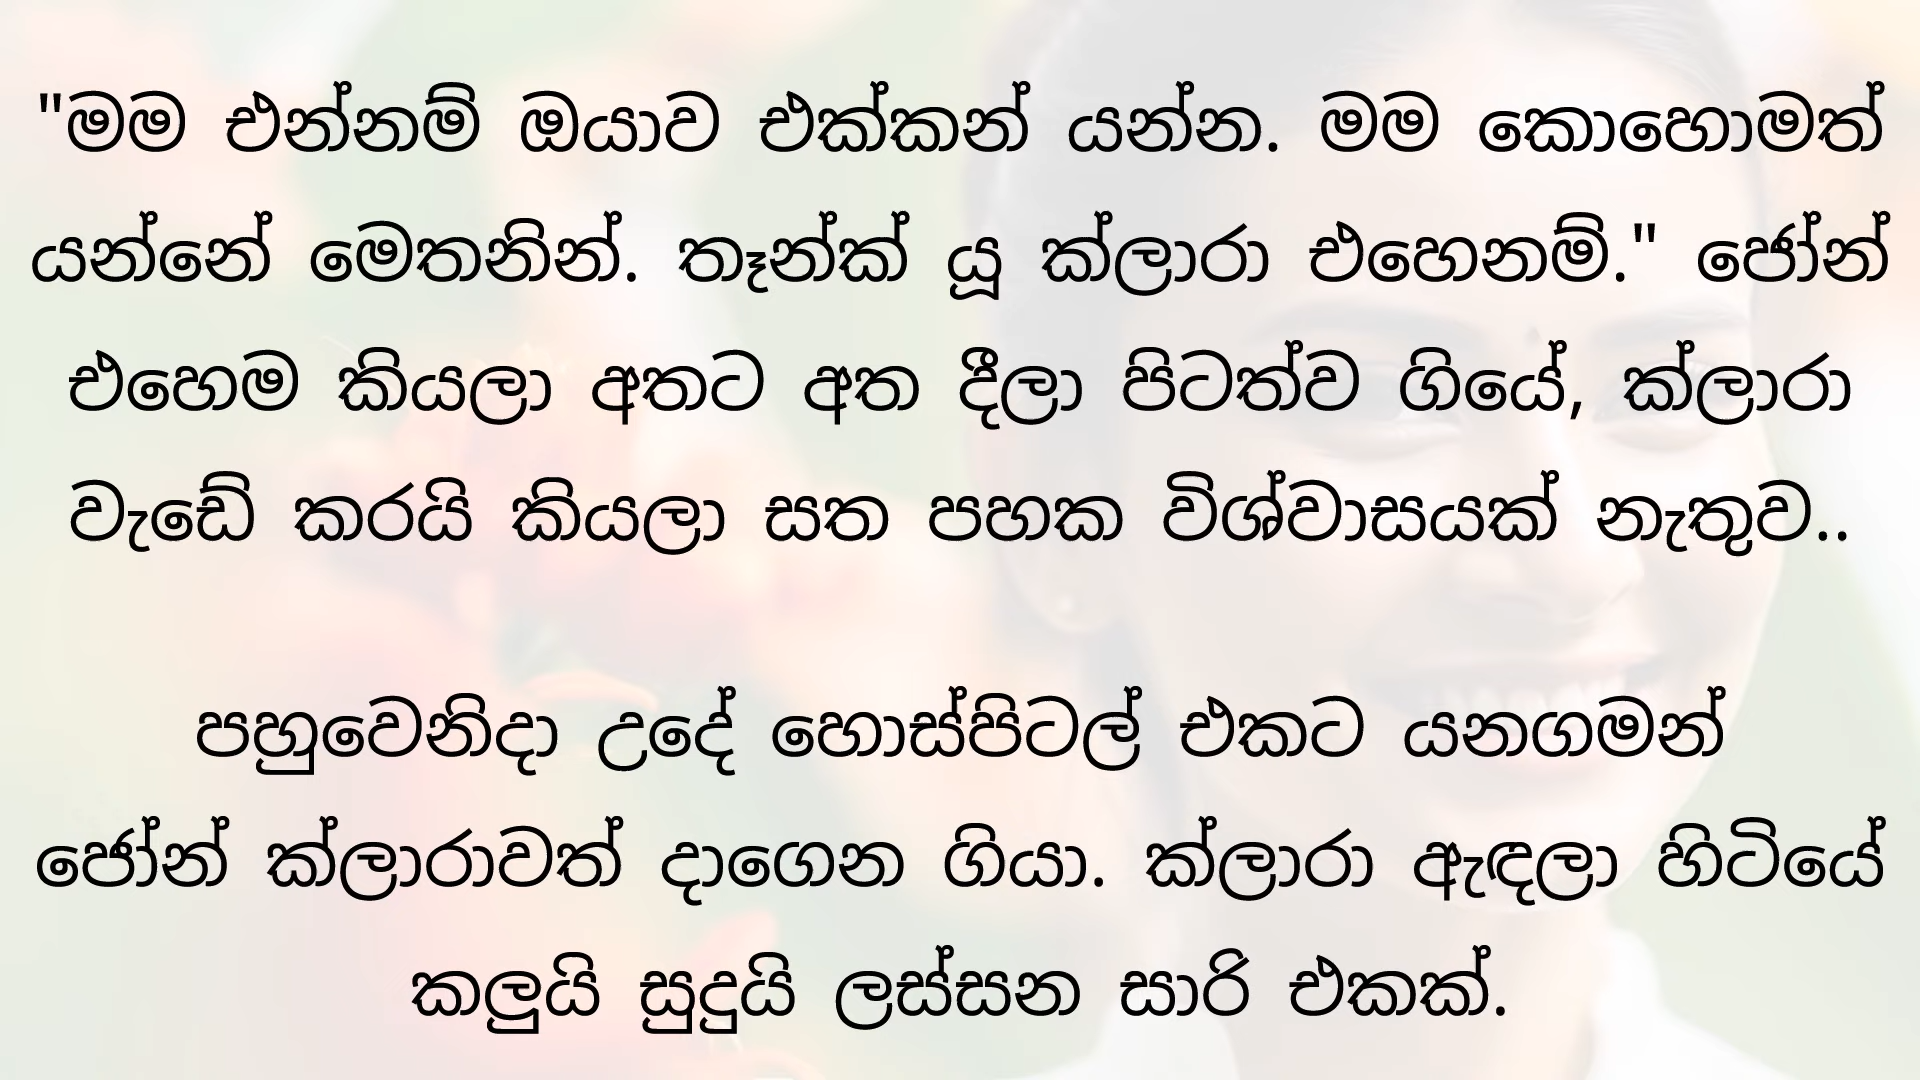 "මම එන්නම් ඔයාව එක්කන් යන්න. මම කොහොමත්
යන්නේ මෙතනින්. තෑන්ක් යූ ක්ලාරා එහෙනම්." ජෝන්
එහෙම කියලා අතට අත දීලා පිටත්ව ගියේ, ක්ලාරා
වැඩේ කරයි කියලා සත පහක විශ්වාසයක් නැතුව..
පහුවෙනිදා උදේ හොස්පිටල් එකට යනගමන්
ජෝන් ක්ලාරාවත් දාගෙන ගියා. ක්ලාරා ඇඳලා හිටියේ
කලුයි සුදුයි ලස්සන සාරි එකක්.